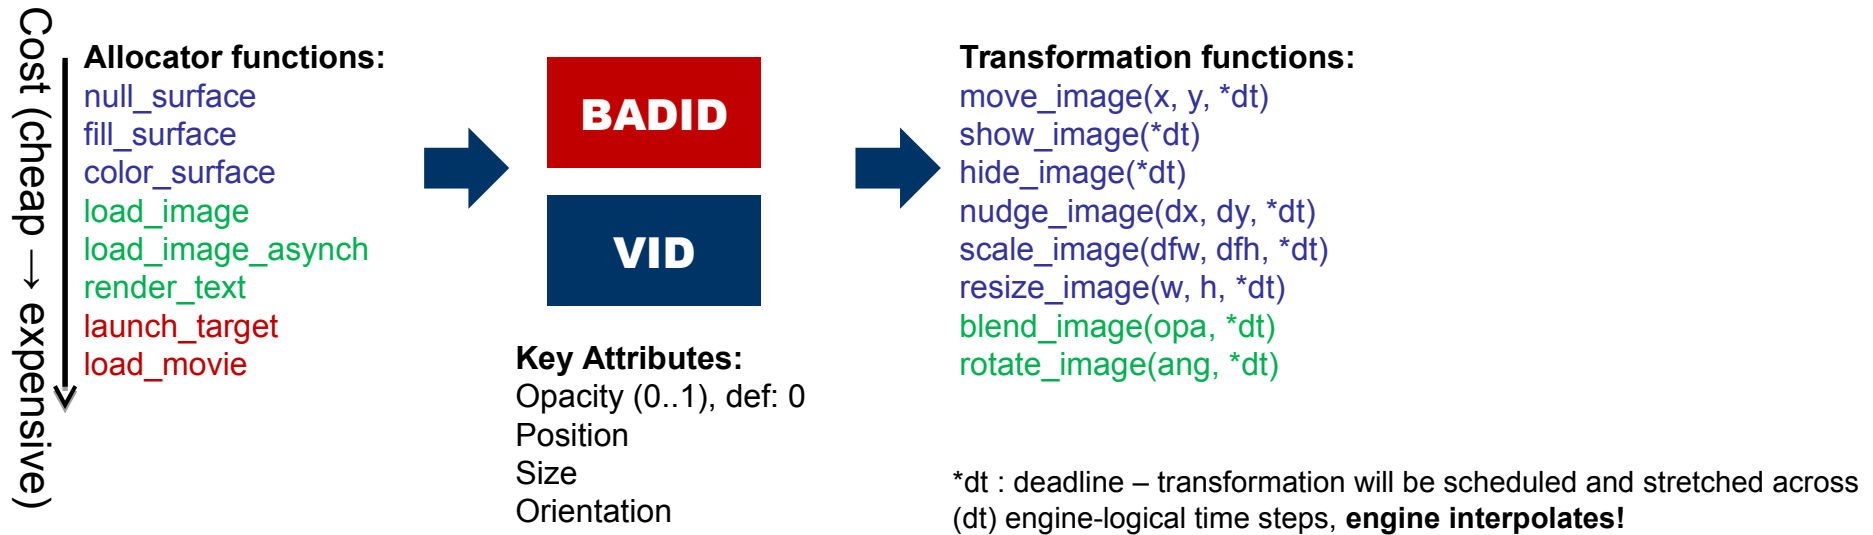 Cost (cheap → expensive)
Allocator functions:
null_surface
fill_surface
color_surface
load_image
load_image_asynch
render_text
launch_target
load_movie
BADID
VID
Key Attributes:
Opacity (0..1), def: 0
Position
Size
Orientation
Transformation functions:
move_image(x, y, *dt)
show_image(*dt)
hide_image(*dt)
nudge_image(dx, dy, *dt)
scale_image(dfw, dfh, *dt)
resize_image(w, h, *dt)
blend_image(opa, *dt)
rotate_image(ang, *dt)
*dt : deadline – transformation will be scheduled and stretched across
(dt) engine-logical time steps, engine interpolates!